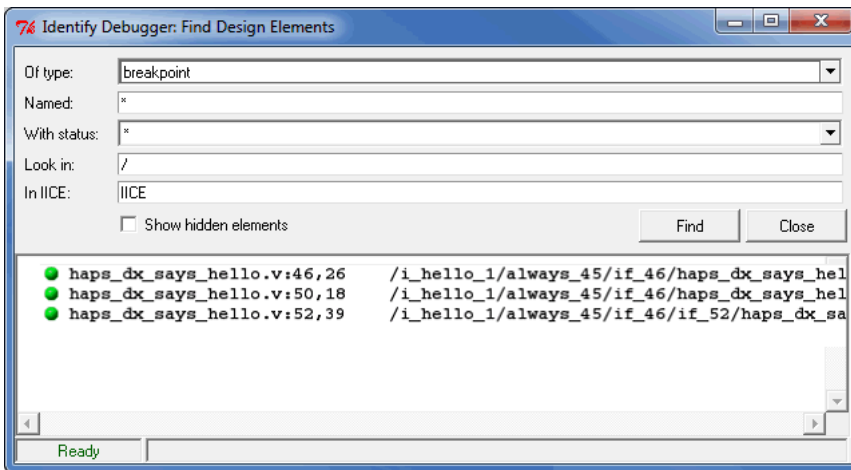 Identify Debugger: Find Design Elements
Of type: breakpoint
Named: *
With status: *
Look in: /
In IICE: IICE
Show hidden elements Find Close
haps_dx_says_hello.v:46,26 /i_hello_1/always_45/if_46/haps_dx_says_hel
haps_dx_says_hello.v:50,18 /i_hello_1/always_45/if_46/haps_dx_says_hel
haps_dx_says_hello.v:52,39 /i_hello_1/always_45/if_46/if_52/haps_dx_sa
Ready